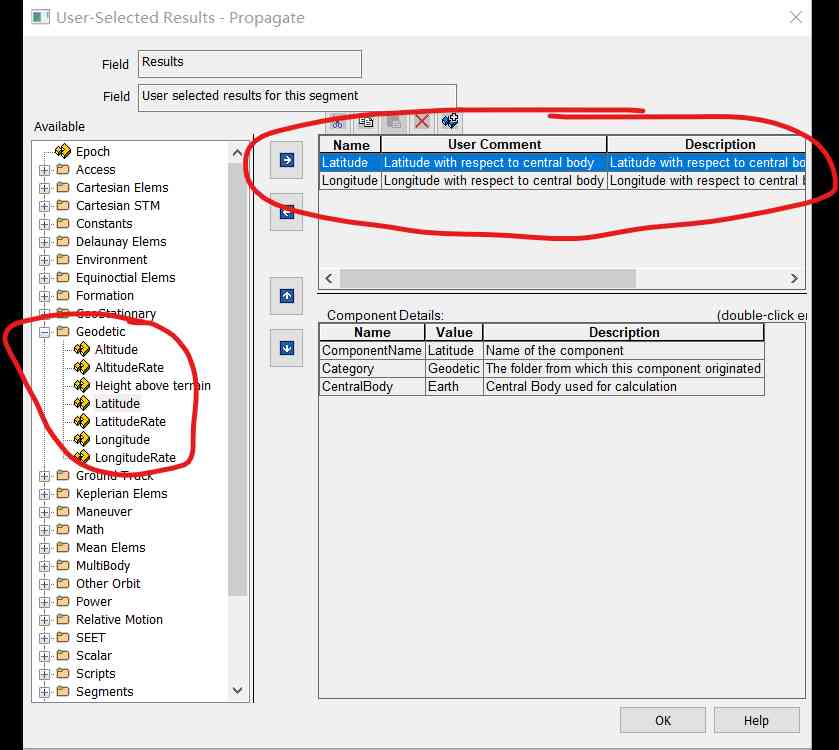 User-Selected Results - Propagate
Field
Results
Field
User selected results for this segment
Available
Epoch
Access
Cartesian Elems
Cartesian STM
Constants
Delaunay Elems
Environment
Equinoctial Elems
Formation
GeoStationary
Geodetic
Altitude
AltitudeRate
Height above terrain
Latitude
LatitudeRate
Longitude
LongitudeRate
Ground Track
Keplerian Elems
Maneuver
Math
Mean Elems
MultiBody
Other Orbit
Power
Relative Motion
SEET
Scalar
Scripts
Segments
Name User Comment Description
Latitude Latitude with respect to central body Latitude with respect to central bo
Longitude Longitude with respect to central body Longitude with respect to central
Component Details: (double-click
Name Value Description
ComponentName Latitude Name of the component
Category Geodetic The folder from which this component originated
CentralBody Earth Central Body used for calculation
OK Help